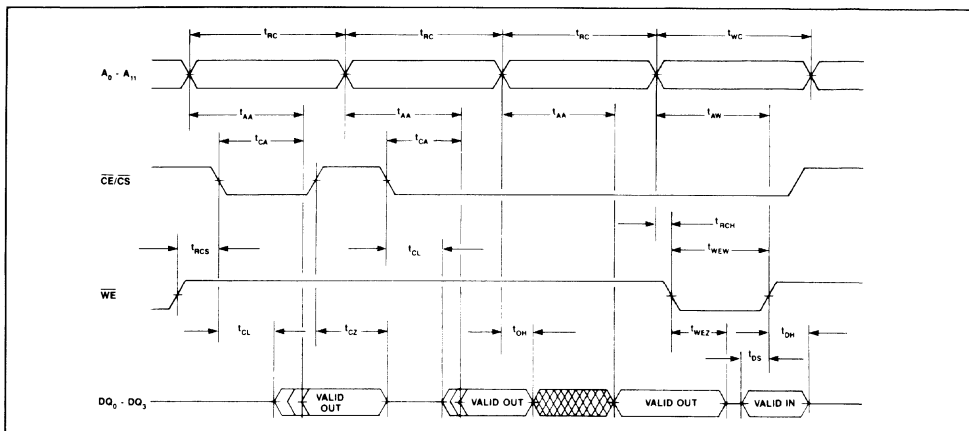 tRC tRC tRC tWC
A0 - A11
tAA tAA tAA tAW
tCA tCA
CE/CS
tRCH
tRCS tCL tWEW
WE
tCL tCZ tOH tWEZ tDH
tDS
DQ0 - DQ3 VALID OUT VALID OUT VALID OUT VALID IN